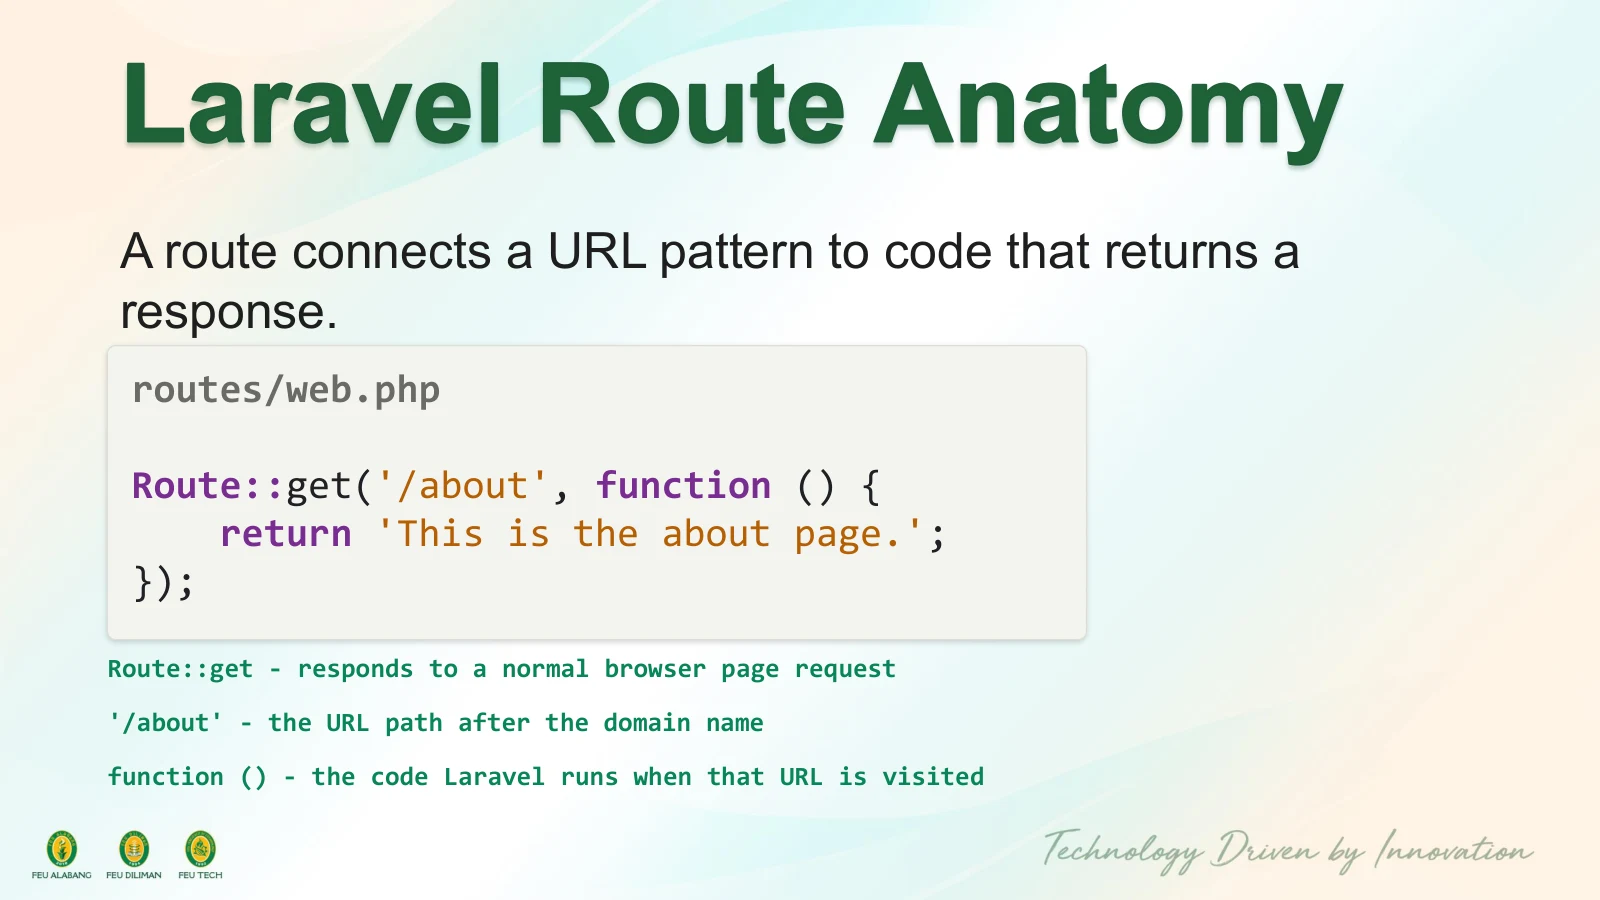 Laravel Route Anatomy
A route connects a URL pattern to code that returns a
response.
routes/web.php
Route::get('/about', function () {
    return 'This is the about page.';
});
Route::get - responds to a normal browser page request
'/about' - the URL path after the domain name
function () - the code Laravel runs when that URL is visited
FEU ALABANG FEU DILIMAN FEU TECH
Technology Driven by Innovation